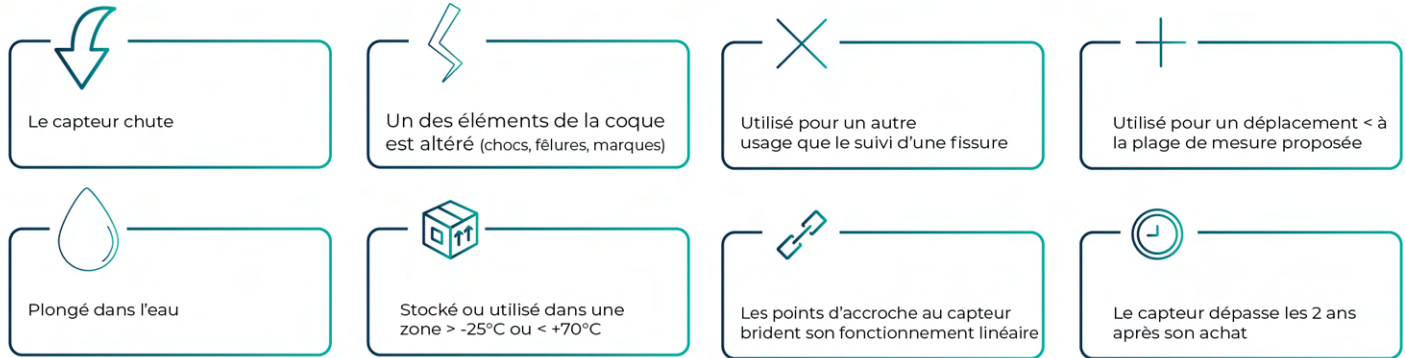 Le capteur chute
Un des éléments de la coque
est altéré (chocs, fêlures, marques)
Utilisé pour un autre
usage que le suivi d’une fissure
Utilisé pour un déplacement < à
la plage de mesure proposée
Plongé dans l’eau
Stocké ou utilisé dans une
zone > -25°C ou < +70°C
Les points d’accroche au capteur
brident son fonctionnement linéaire
Le capteur dépasse les 2 ans
après son achat